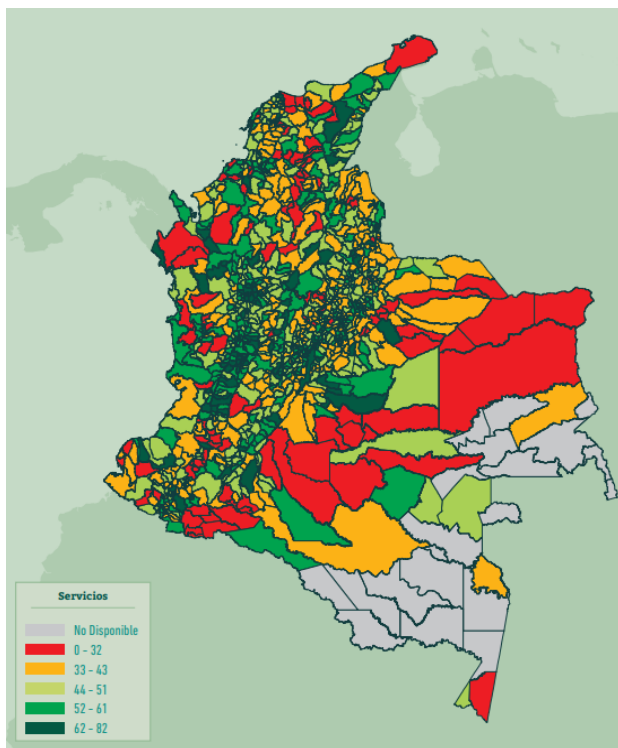 Servicios
No Disponible
0 - 32
33 - 43
44 - 51
52 - 61
62 - 82